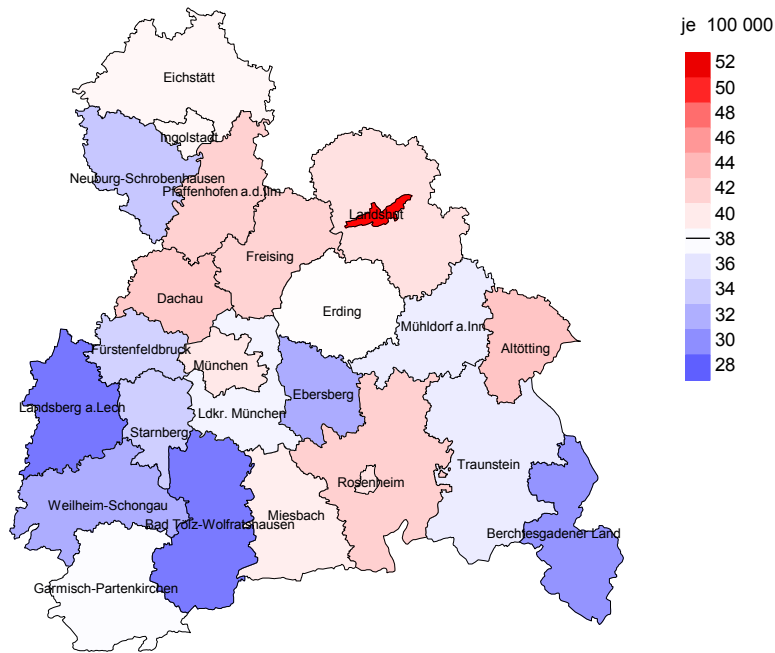 je 100 000
52
50
48
46
44
42
40
38
36
34
32
30
28
Eichstätt
Ingolstadt
Neuburg-Schrobenhausen
Pfaffenhofen a.d.Ilm
Landshut
Freising
Dachau
Erding
Mühldorf a.Inn
Altötting
Fürstenfeldbruck
München
Ebersberg
Landsberg a.Lech
Ldkr. München
Starnberg
Traunstein
Rosenheim
Weilheim-Schongau
Miesbach
Bad Tölz-Wolfratshausen
Berchtesgadener Land
Garmisch-Partenkirchen